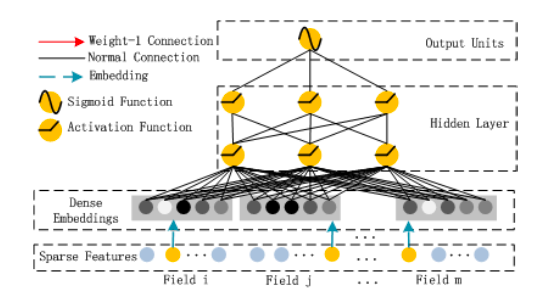 Output Units
Weight-1 Connection
Normal Connection
Embedding
Sigmoid Function
Activation Function
Hidden Layer
Dense
Embeddings
...
Sparse Features
... ... ... ...
Field i Field j ... Field m